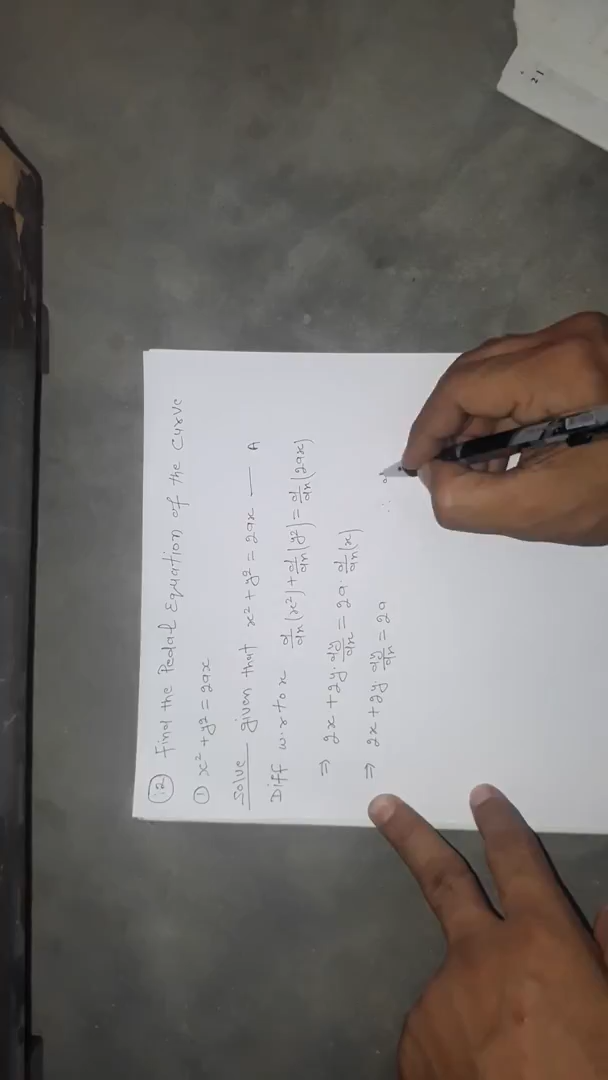 ② Find the Pedal Equation of the Curve
① x² + y² = 2ax
Solve given that x² + y² = 2ax — A
Diff w.r to x d/dx (x²) + d/dx (y²) = d/dx (2ax)
⇒ 2x + 2y · dy/dx = 2a · d/dx (x)
⇒ 2x + 2y · dy/dx = 2a ∴ d